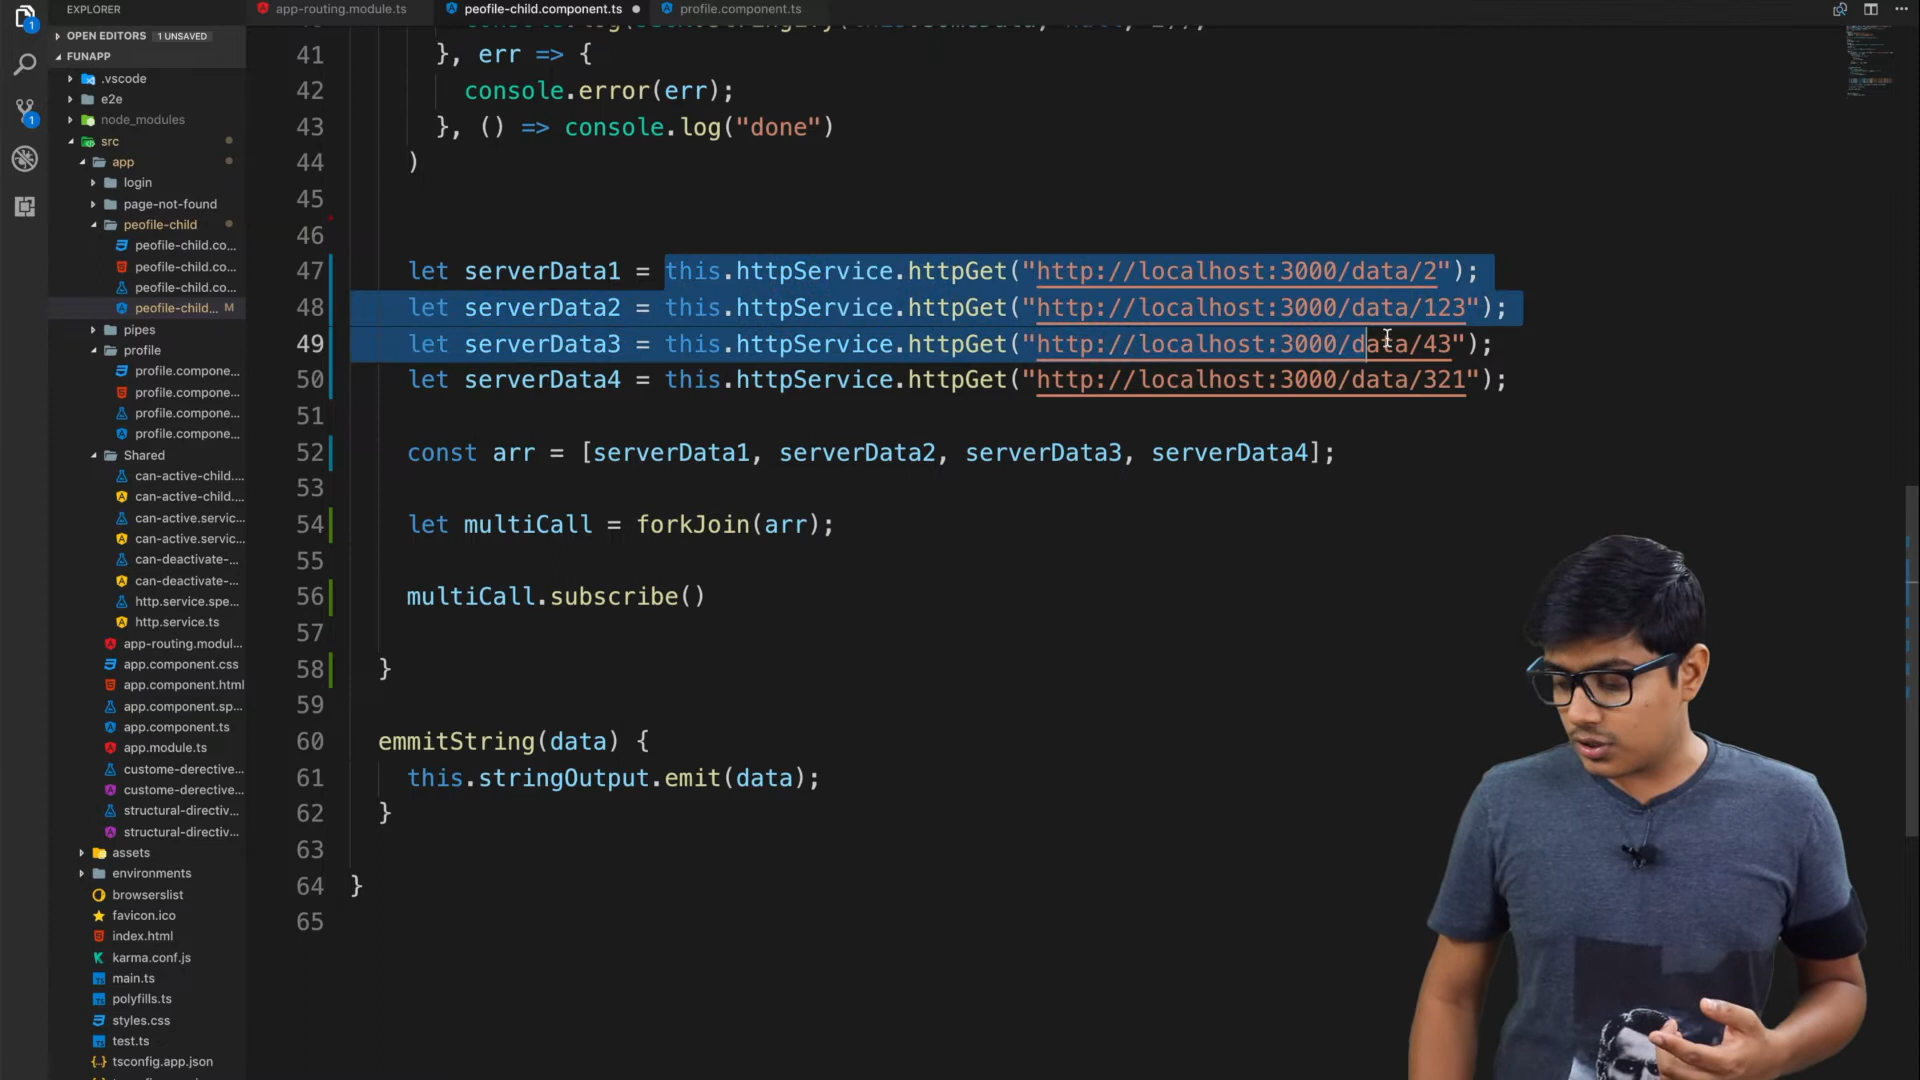 EXPLORER
OPEN EDITORS 1 UNSAVED
FUNAPP
.vscode
e2e
node_modules
src
app
login
page-not-found
peofile-child
peofile-child.co...
peofile-child.co...
peofile-child.co...
peofile-child... M
pipes
profile
profile.compone...
profile.compone...
profile.compone...
profile.compone...
Shared
can-active-child....
can-active-child....
can-active.servic...
can-active.servic...
can-deactivate-...
can-deactivate-...
http.service.spe...
http.service.ts
app-routing.modul...
app.component.css
app.component.html
app.component.sp...
app.component.ts
app.module.ts
custome-derective...
custome-derective...
structural-directiv...
structural-directiv...
assets
environments
browserslist
favicon.ico
index.html
karma.conf.js
main.ts
polyfills.ts
styles.css
test.ts
tsconfig.app.json
app-routing.module.ts peofile-child.component.ts profile.component.ts
41 }, err => {
42 console.error(err);
43 }, () => console.log("done")
44 )
45
46
47 let serverData1 = this.httpService.httpGet("http://localhost:3000/data/2");
48 let serverData2 = this.httpService.httpGet("http://localhost:3000/data/123");
49 let serverData3 = this.httpService.httpGet("http://localhost:3000/data/43");
50 let serverData4 = this.httpService.httpGet("http://localhost:3000/data/321");
51
52 const arr = [serverData1, serverData2, serverData3, serverData4];
53
54 let multiCall = forkJoin(arr);
55
56 multiCall.subscribe()
57
58 }
59
60 emmitString(data) {
61 this.stringOutput.emit(data);
62 }
63
64 }
65